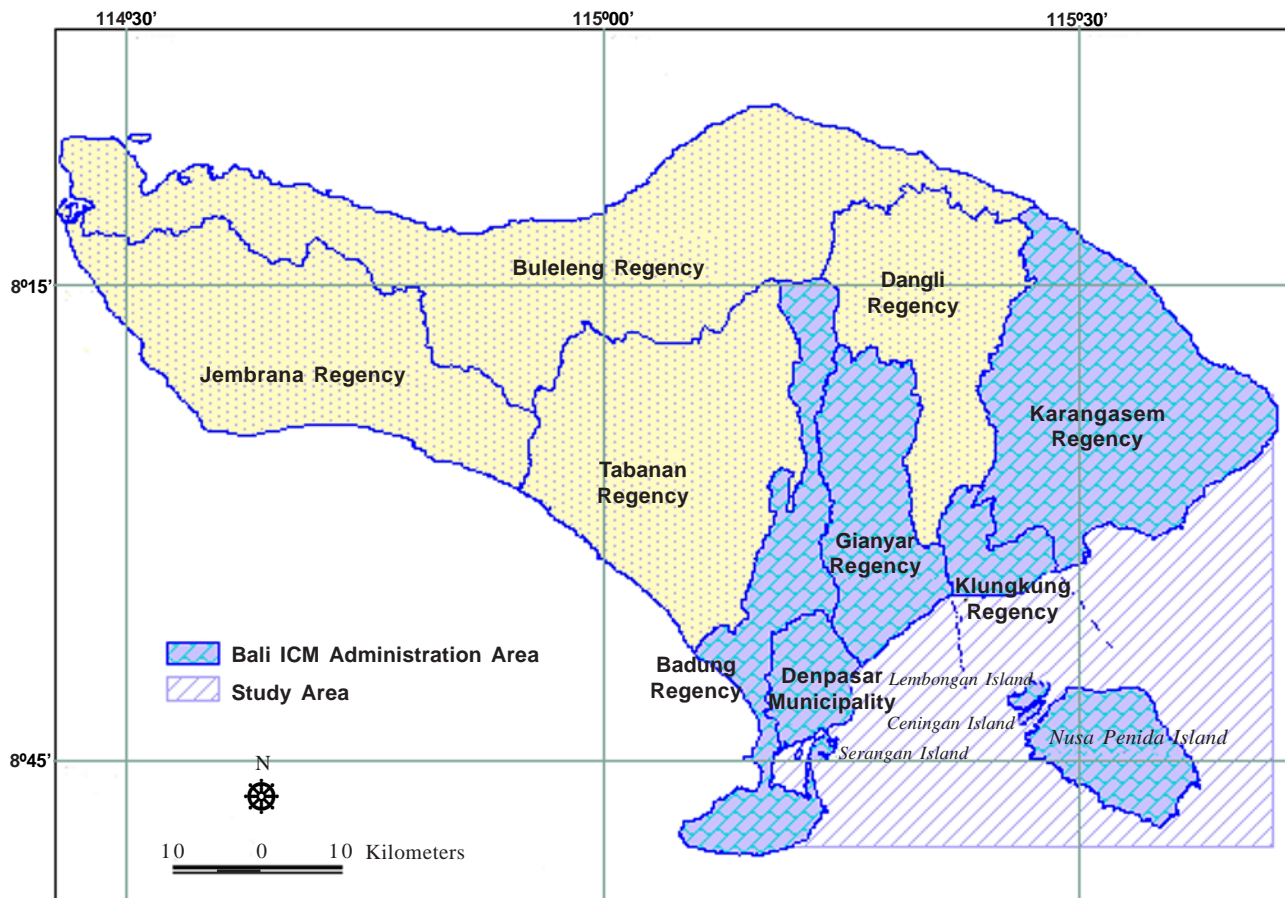 114º30'
115º00'
115º30'
Buleleng Regency
8º15'
Dangli
Regency
Jembrana Regency
Karangasem
Regency
Tabanan
Regency
Gianyar
Regency
Klungkung
Regency
Bali ICM Administration Area
Study Area
Badung
Regency
Denpasar
Municipality
Lembongan Island
Ceningan Island
Nusa Penida Island
Serangan Island
8º45'
N
10 0 10 Kilometers